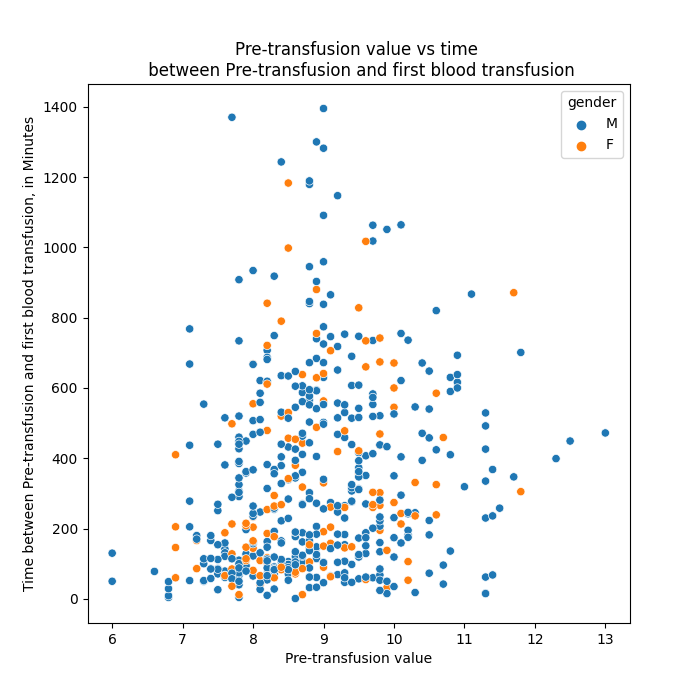 Pre-transfusion value vs time
between Pre-transfusion and first blood transfusion
gender
M
F
Time between Pre-transfusion and first blood transfusion, in Minutes
1400
1200
1000
800
600
400
200
0
6 7 8 9 10 11 12 13
Pre-transfusion value